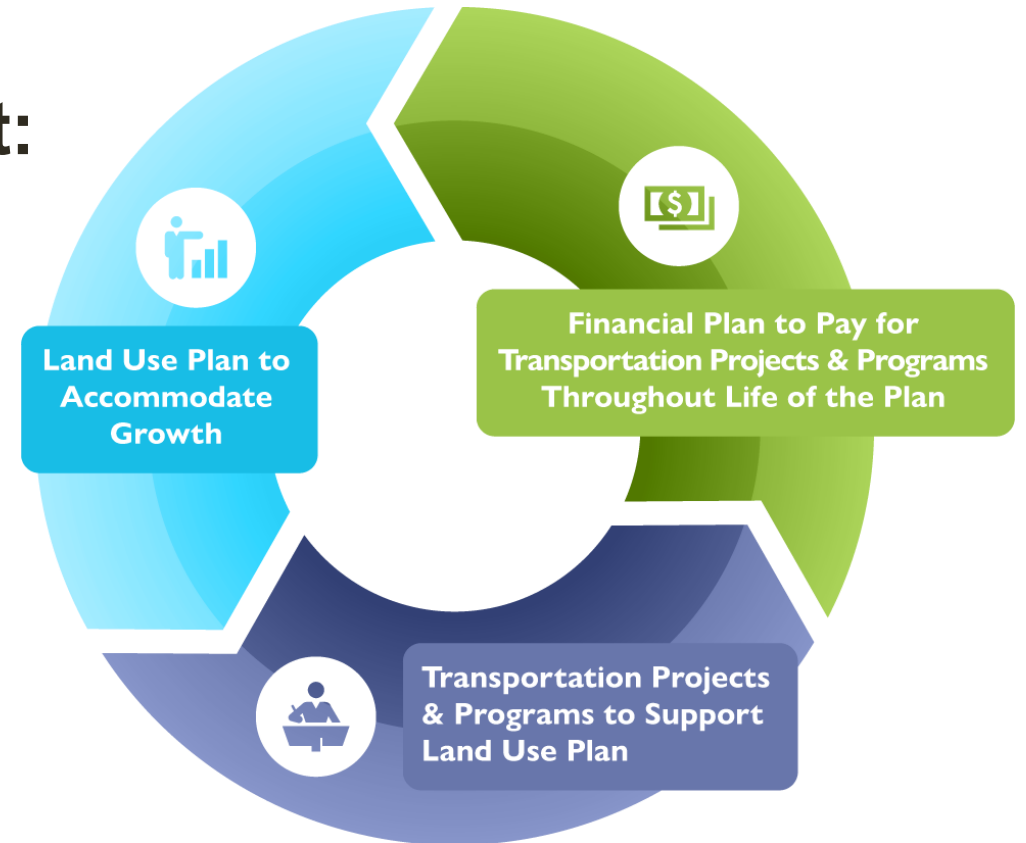 t:
Land Use Plan to
Accommodate
Growth
$
Financial Plan to Pay for
Transportation Projects & Programs
Throughout Life of the Plan
Transportation Projects
& Programs to Support
Land Use Plan